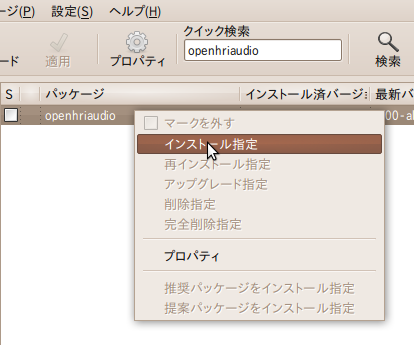 ージ(P) 設定(S) ヘルプ(H)
クイック検索
openhriaudio
ード 適用 プロパティ 検索
S パッケージ インストール済バージ 最新バ
openhriaudio
マークを外す
インストール指定
再インストール指定
アップグレード指定
削除指定
完全削除指定
プロパティ
推奨パッケージをインストール指定
提案パッケージをインストール指定